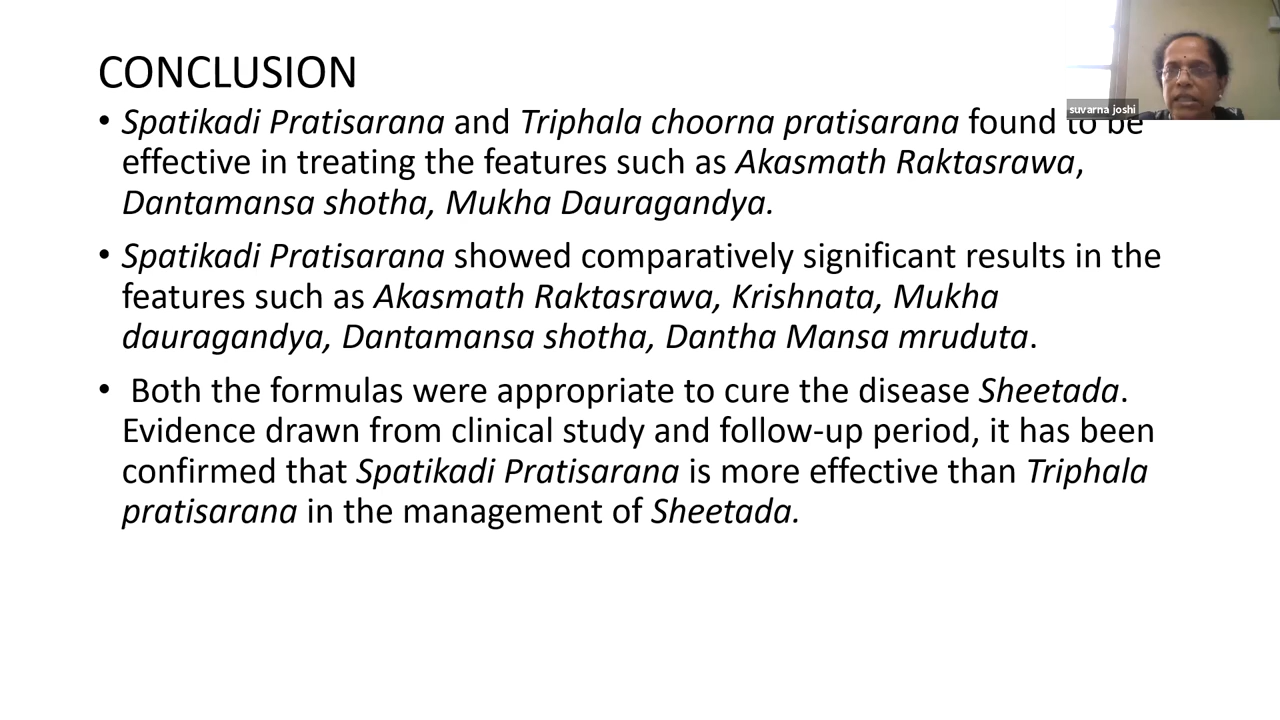 CONCLUSION
suvarna joshi
• Spatikadi Pratisarana and Triphala choorna pratisarana found to be
effective in treating the features such as Akasmath Raktasrawa,
Dantamansa shotha, Mukha Dauragandya.
• Spatikadi Pratisarana showed comparatively significant results in the
features such as Akasmath Raktasrawa, Krishnata, Mukha
dauragandya, Dantamansa shotha, Dantha Mansa mruduta.
• Both the formulas were appropriate to cure the disease Sheetada.
Evidence drawn from clinical study and follow-up period, it has been
confirmed that Spatikadi Pratisarana is more effective than Triphala
pratisarana in the management of Sheetada.